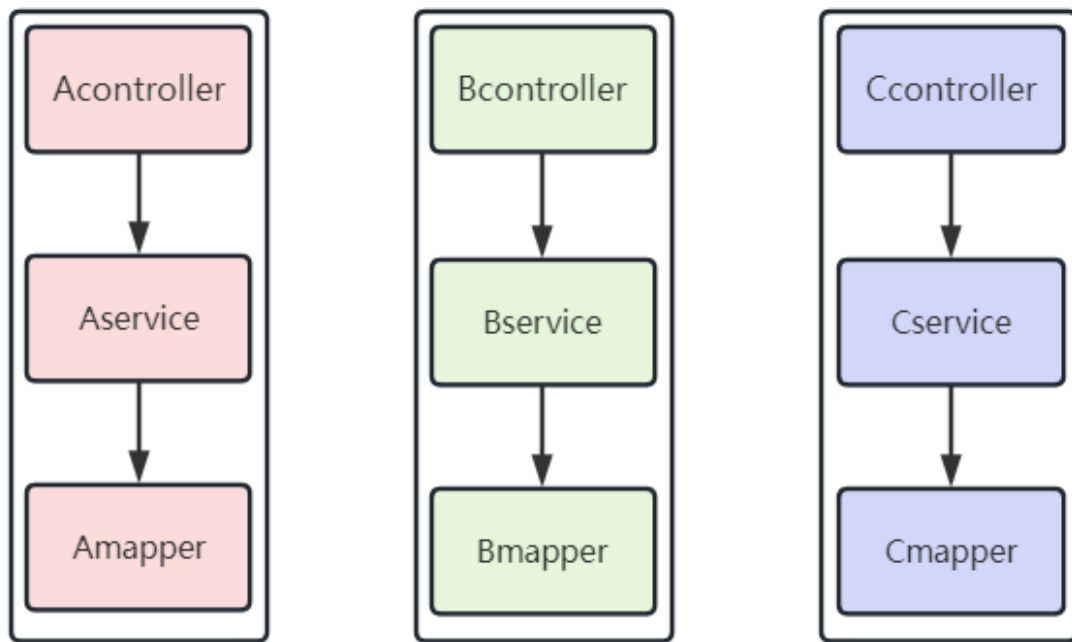 Acontroller
Bcontroller
Ccontroller
Aservice
Bservice
Cservice
Amapper
Bmapper
Cmapper